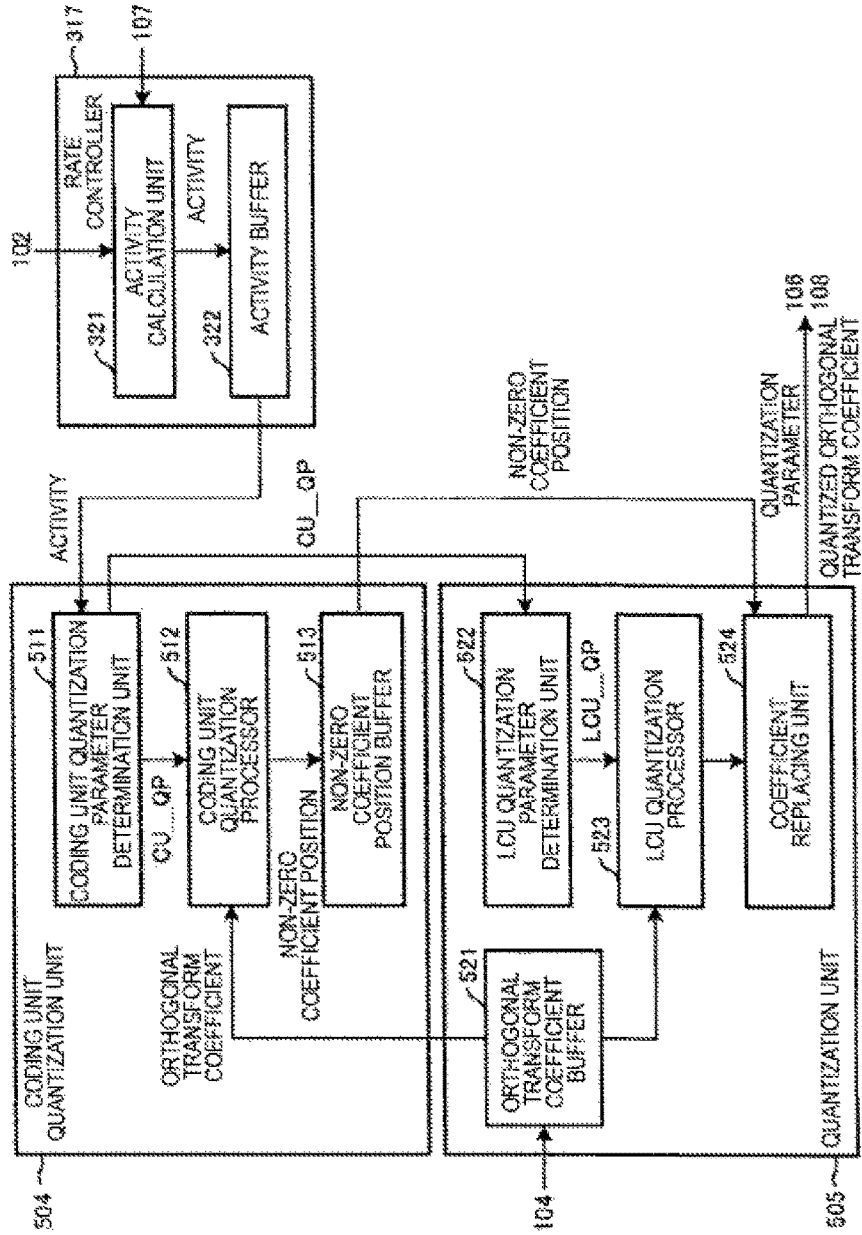 317
RATE
CONTROLLER
102
107
321
ACTIVITY
CALCULATION UNIT
ACTIVITY
322
ACTIVITY BUFFER
ACTIVITY
504
CODING UNIT
QUANTIZATION UNIT
511
CODING UNIT QUANTIZATION
PARAMETER
DETERMINATION UNIT
CU__QP
CU__QP
512
CODING UNIT
QUANTIZATION
PROCESSOR
ORTHOGONAL
TRANSFORM
COEFFICIENT
NON-ZERO
COEFFICIENT POSITION
513
NON-ZERO
COEFFICIENT
POSITION BUFFER
NON-ZERO
COEFFICIENT
POSITION
104
521
ORTHOGONAL
TRANSFORM
COEFFICIENT
BUFFER
522
LCU QUANTIZATION
PARAMETER
DETERMINATION UNIT
LCU__QP
523
LCU QUANTIZATION
PROCESSOR
524
COEFFICIENT
REPLACING UNIT
QUANTIZATION
PARAMETER
106
108
QUANTIZED ORTHOGONAL
TRANSFORM COEFFICIENT
505
QUANTIZATION UNIT